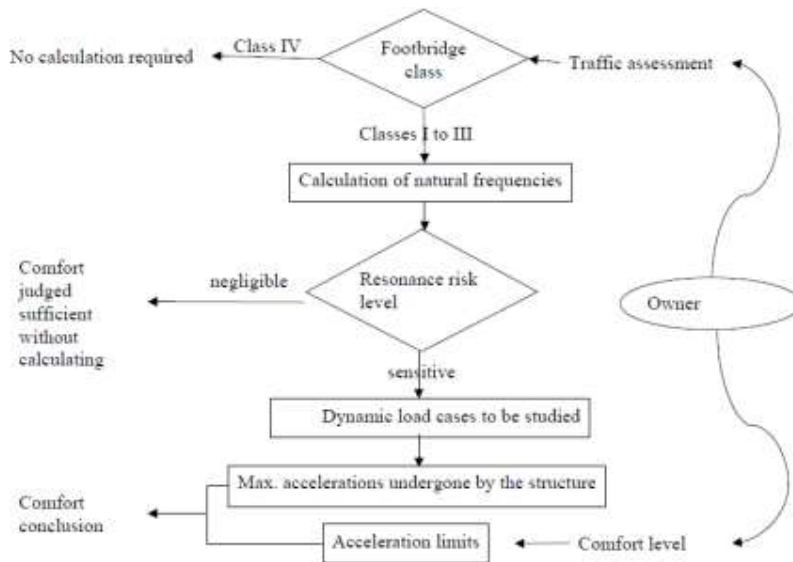 Class IV
Footbridge
class
No calculation required
Traffic assessment
Classes I to III
Calculation of natural frequencies
Comfort
judged
sufficient
without
calculating
negligible
Resonance risk
level
Owner
sensitive
Dynamic load cases to be studied
Max. accelerations undergone by the structure
Comfort
conclusion
Acceleration limits
Comfort level